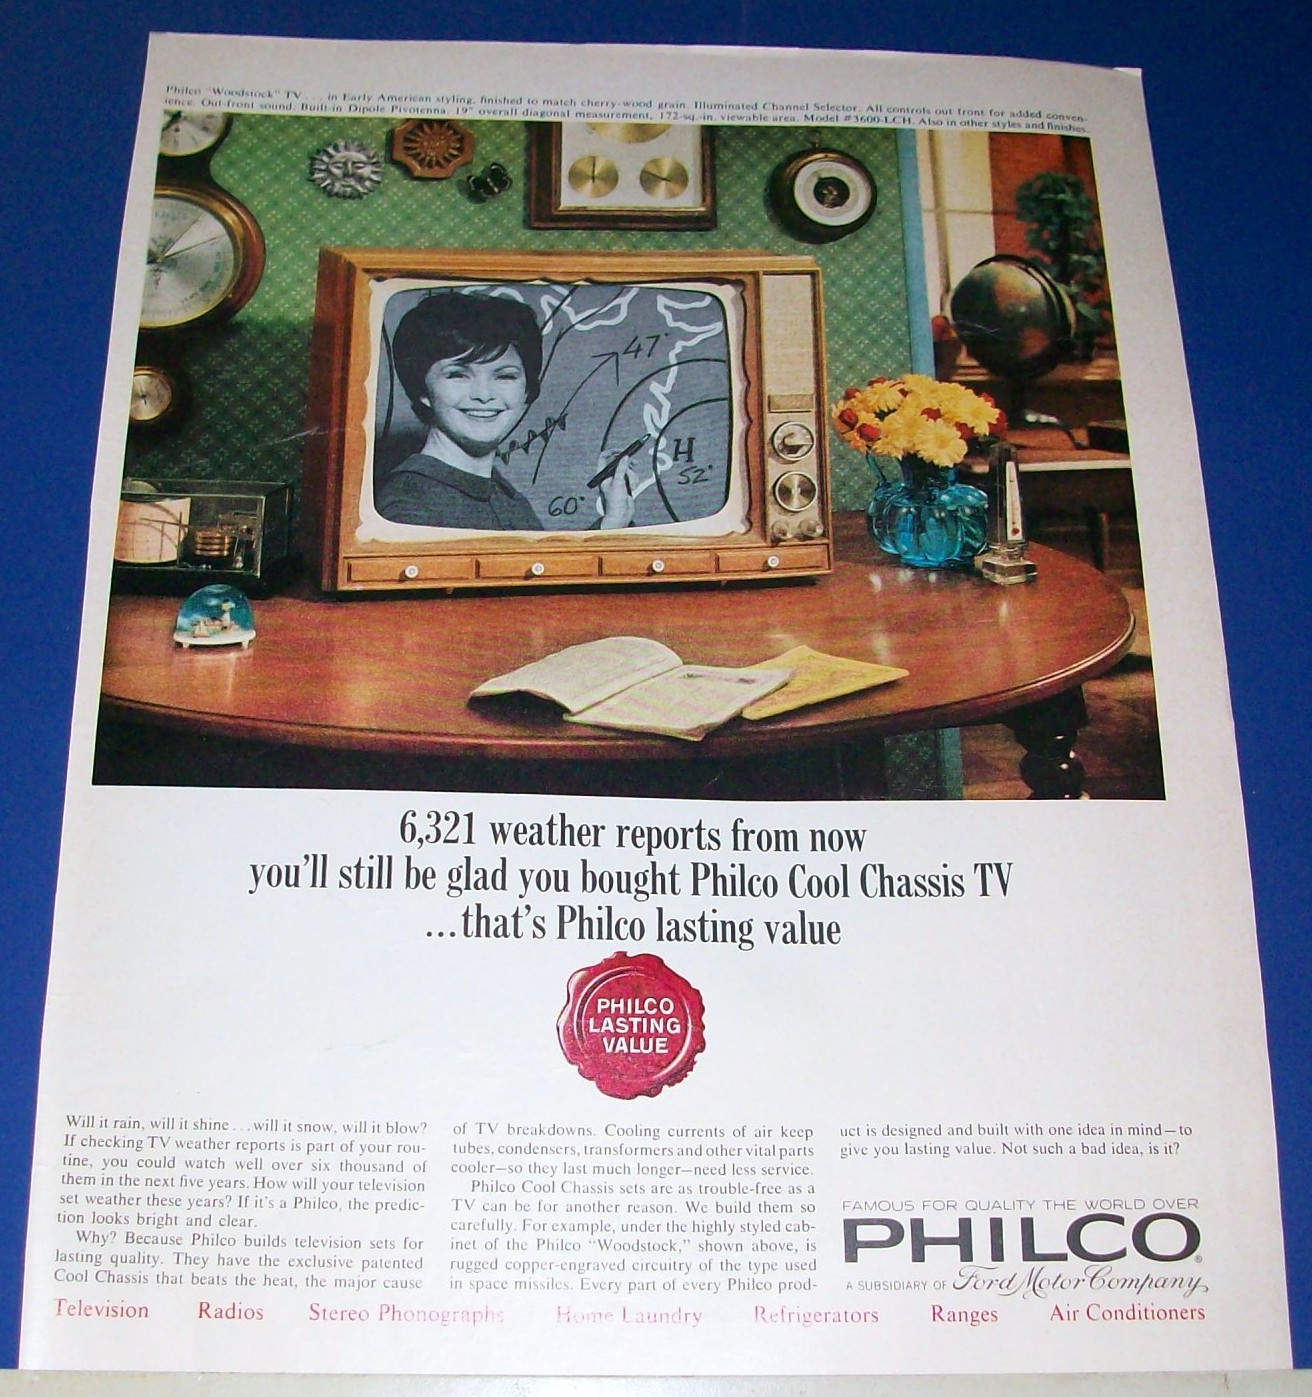 Philco "Woodstock" TV . . . in Early American styling, finished to match cherry-wood grain. Illuminated Channel Selector. All controls out front for added conven-
ience. Out-front sound. Built-in Dipole Pivotenna. 19" overall diagonal measurement, 172-sq.-in. viewable area. Model #3600-LCH. Also in other styles and finishes.
47°
H
52°
60°
6,321 weather reports from now
you'll still be glad you bought Philco Cool Chassis TV
...that's Philco lasting value
PHILCO
LASTING
VALUE
Will it rain, will it shine . . . will it snow, will it blow?
If checking TV weather reports is part of your rou-
tine, you could watch well over six thousand of
them in the next five years. How will your television
set weather these years? If it's a Philco, the predic-
tion looks bright and clear.
Why? Because Philco builds television sets for
lasting quality. They have the exclusive patented
Cool Chassis that beats the heat, the major cause
of TV breakdowns. Cooling currents of air keep
tubes, condensers, transformers and other vital parts
cooler—so they last much longer—need less service.
Philco Cool Chassis sets are as trouble-free as a
TV can be for another reason. We build them so
carefully. For example, under the highly styled cab-
inet of the Philco "Woodstock," shown above, is
rugged copper-engraved circuitry of the type used
in space missiles. Every part of every Philco prod-
uct is designed and built with one idea in mind—to
give you lasting value. Not such a bad idea, is it?
FAMOUS FOR QUALITY THE WORLD OVER
PHILCO®
A SUBSIDIARY OF Ford Motor Company,
Television Radios Stereo Phonographs Home Laundry Refrigerators Ranges Air Conditioners